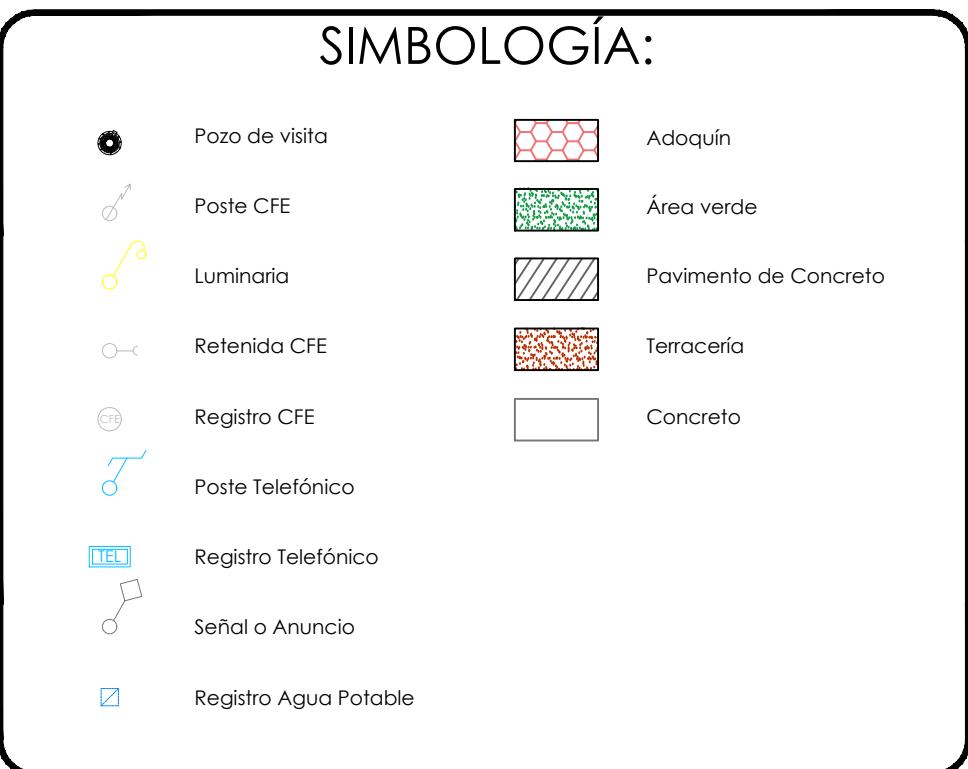 SIMBOLOGÍA:
Pozo de visita
Poste CFE
Luminaria
Retenida CFE
CFE
Registro CFE
Poste Telefónico
TEL
Registro Telefónico
Señal o Anuncio
Registro Agua Potable
Adoquín
Área verde
Pavimento de Concreto
Terracería
Concreto